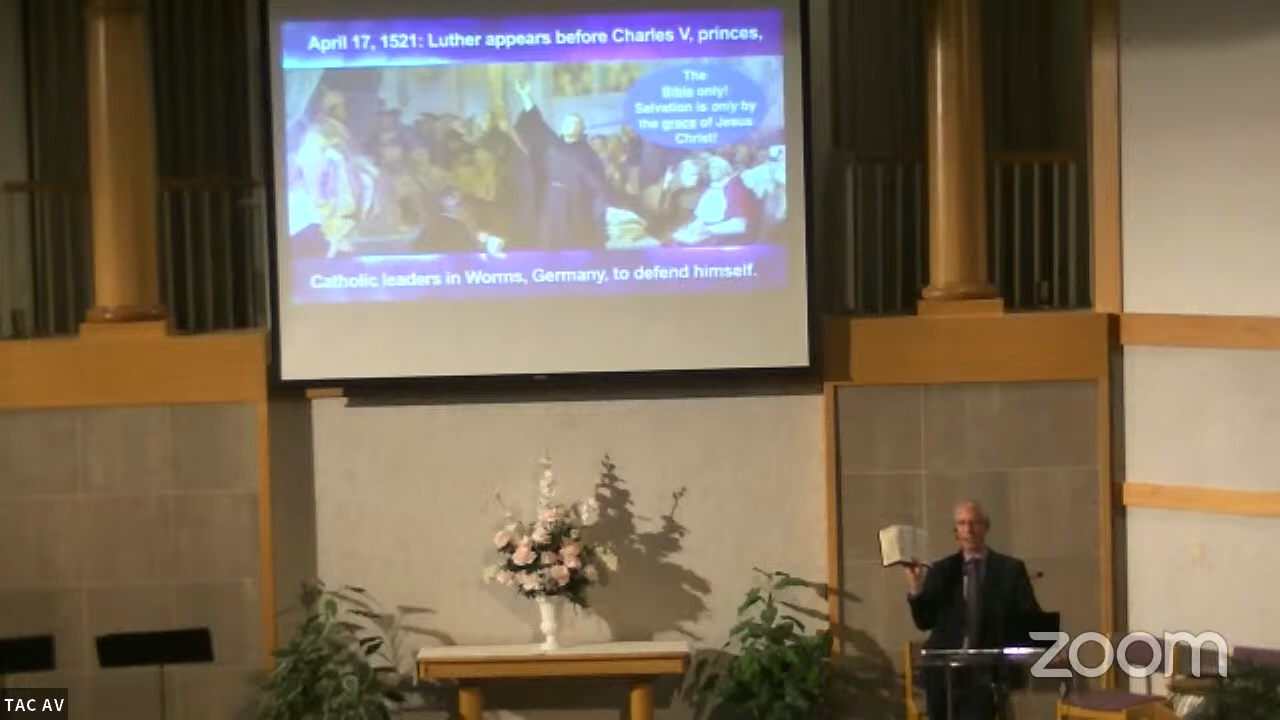 April 17, 1521: Luther appears before Charles V, princes,
The
Bible only!
Salvation is only by
the grace of Jesus
Christ!
Catholic leaders in Worms, Germany, to defend himself.
zoom
TAC AV